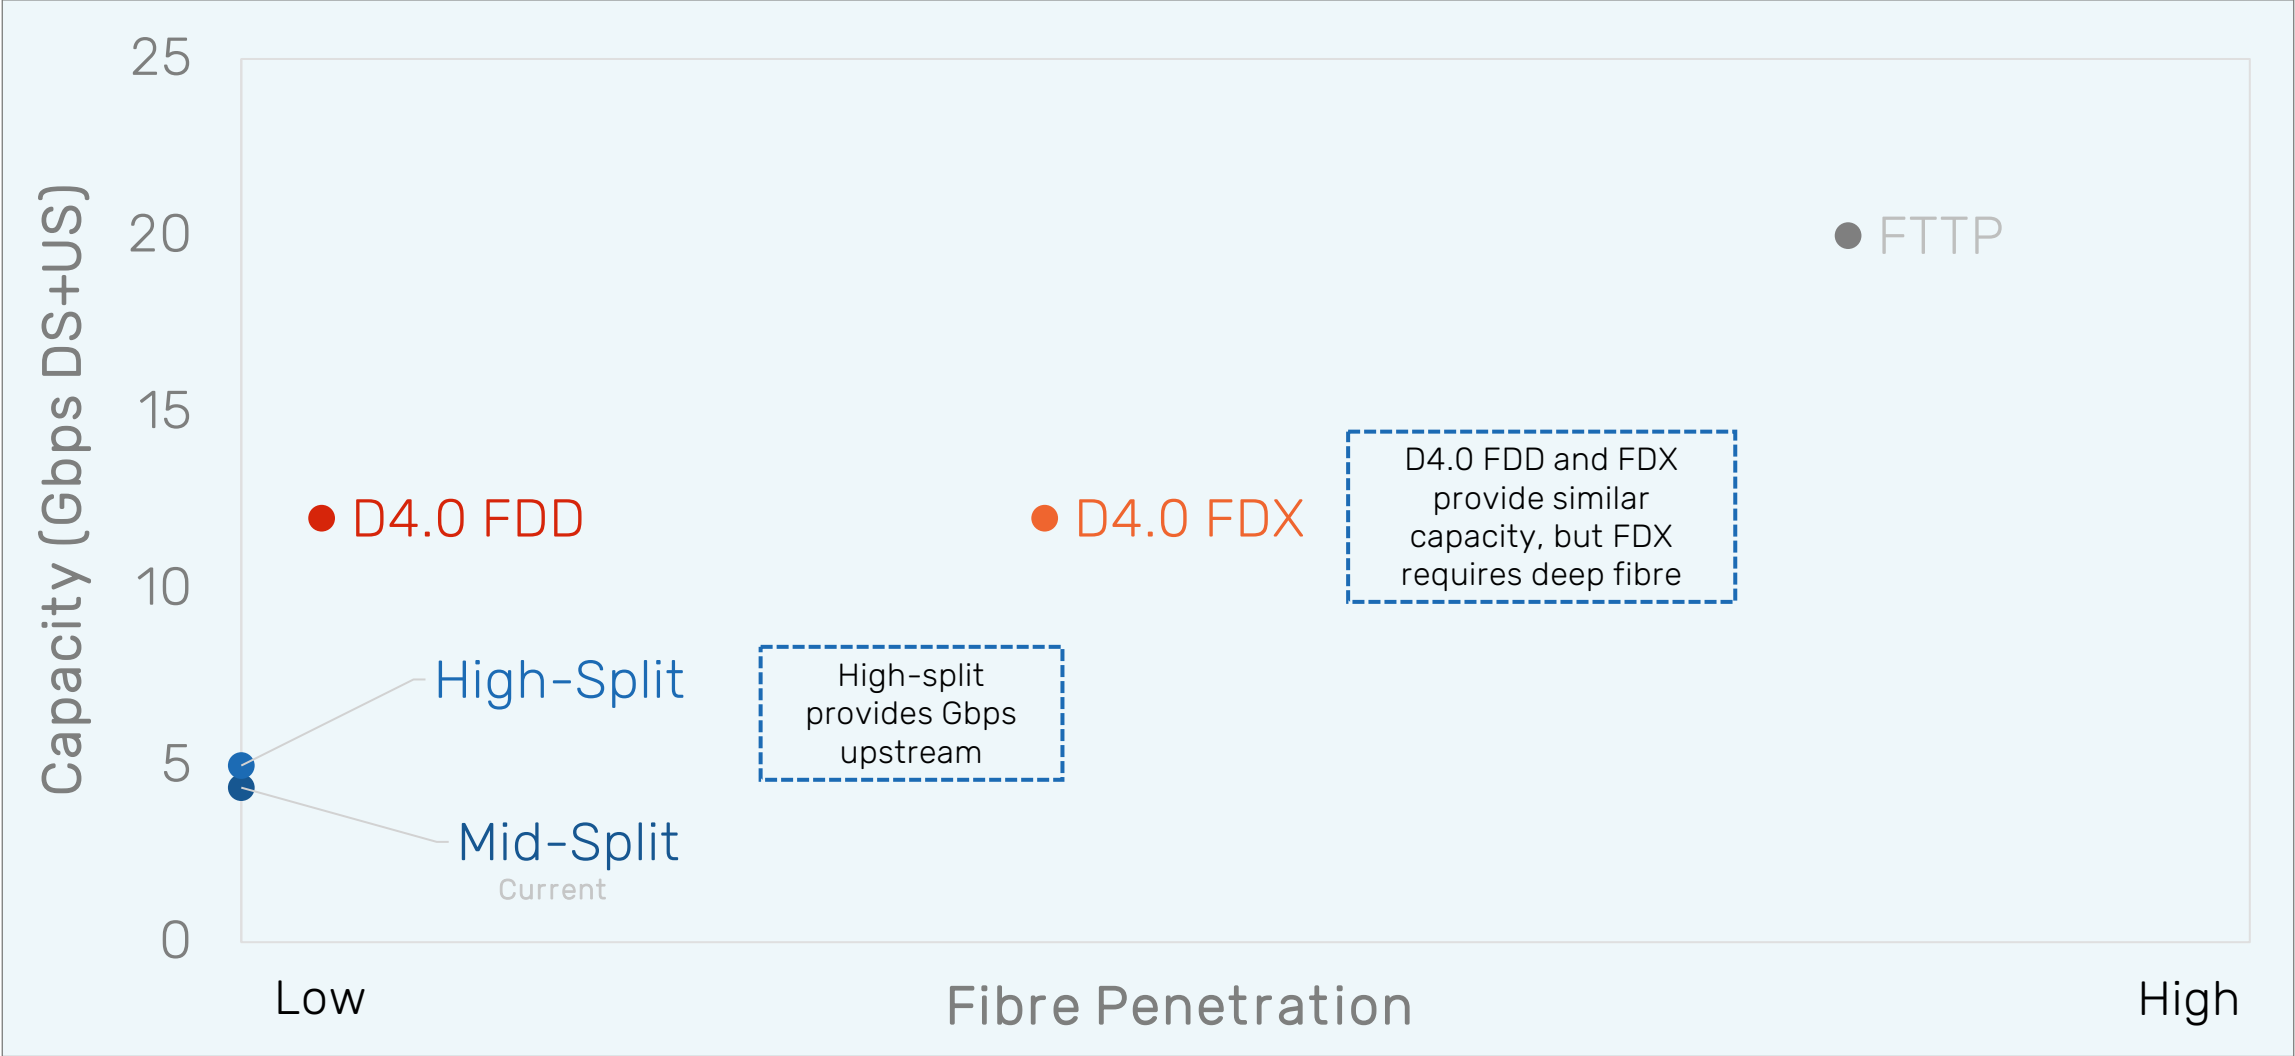 Capacity (Gbps DS+US)
25
20
15
10
5
0
FTTP
D4.0 FDD
D4.0 FDX
D4.0 FDD and FDX
provide similar
capacity, but FDX
requires deep fibre
High-Split
High-split
provides Gbps
upstream
Mid-Split
Current
Low
Fibre Penetration
High